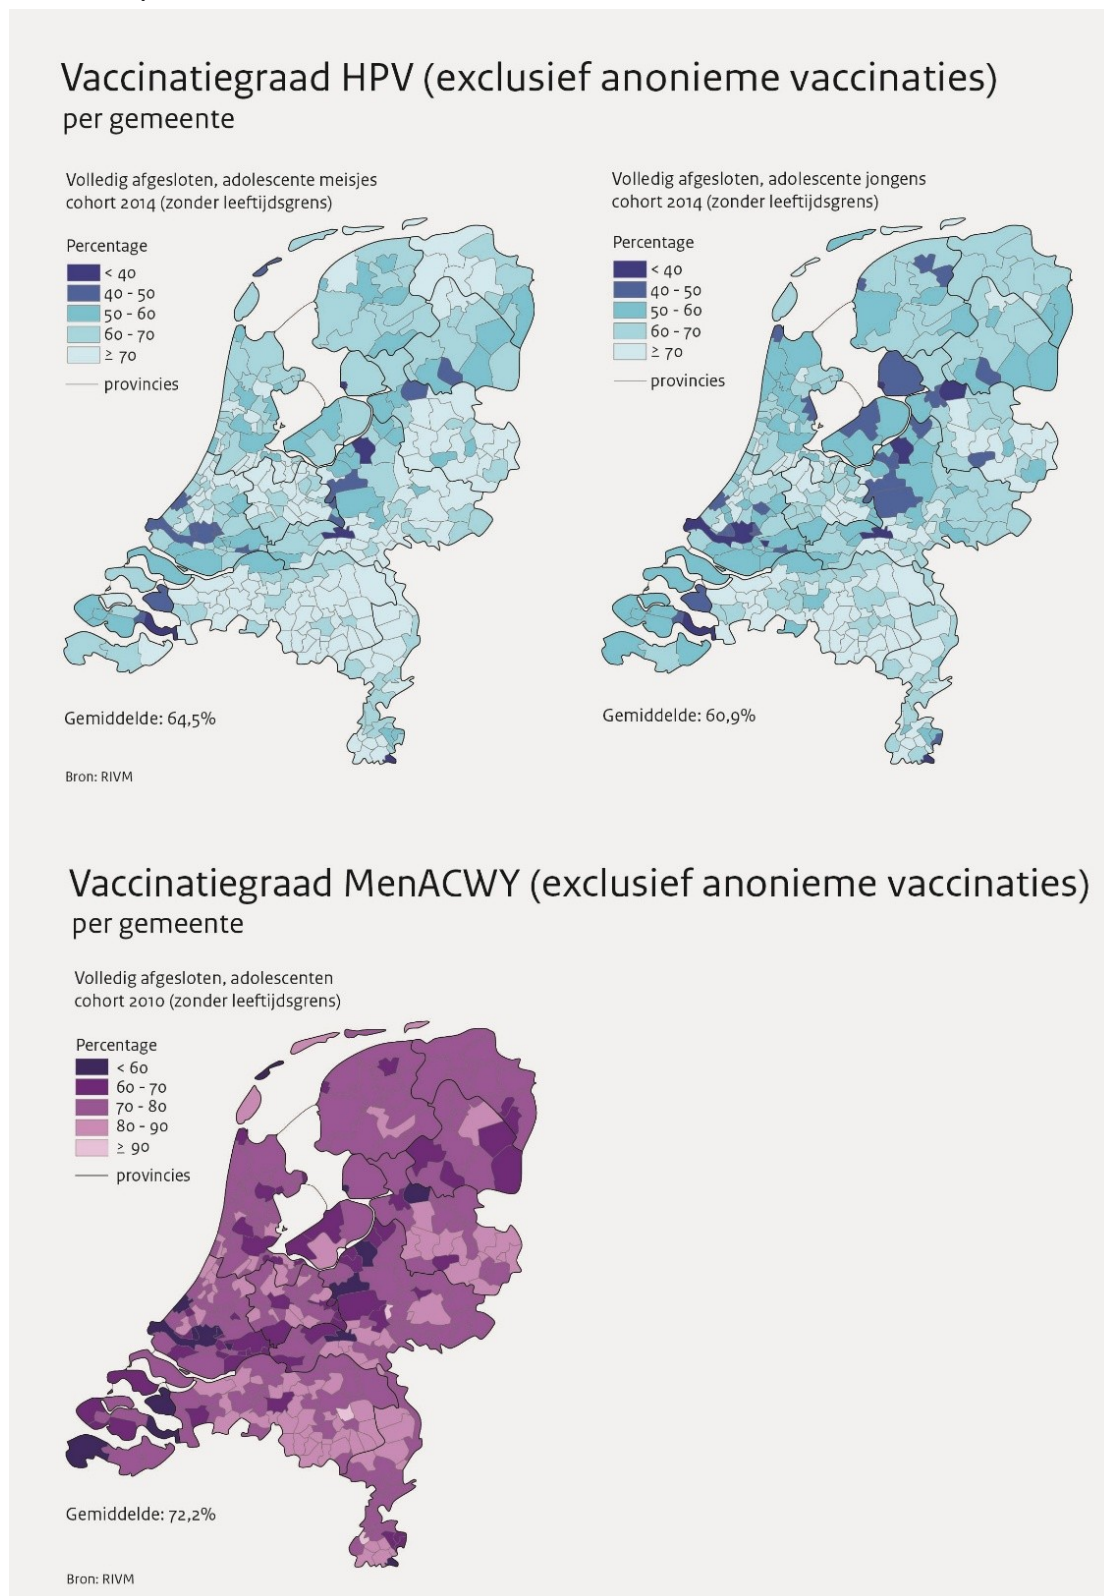 Vaccinatiegraad HPV (exclusief anonieme vaccinaties)
per gemeente
Volledig afgesloten, adolescente meisjes
cohort 2014 (zonder leeftijdsgrens)
Percentage
< 40
40 - 50
50 - 60
60 - 70
≥ 70
provincies
Gemiddelde: 64,5%
Bron: RIVM
Volledig afgesloten, adolescente jongens
cohort 2014 (zonder leeftijdsgrens)
Percentage
< 40
40 - 50
50 - 60
60 - 70
≥ 70
provincies
Gemiddelde: 60,9%
Vaccinatiegraad MenACWY (exclusief anonieme vaccinaties)
per gemeente
Volledig afgesloten, adolescenten
cohort 2010 (zonder leeftijdsgrens)
Percentage
< 60
60 - 70
70 - 80
80 - 90
≥ 90
provincies
Gemiddelde: 72,2%
Bron: RIVM